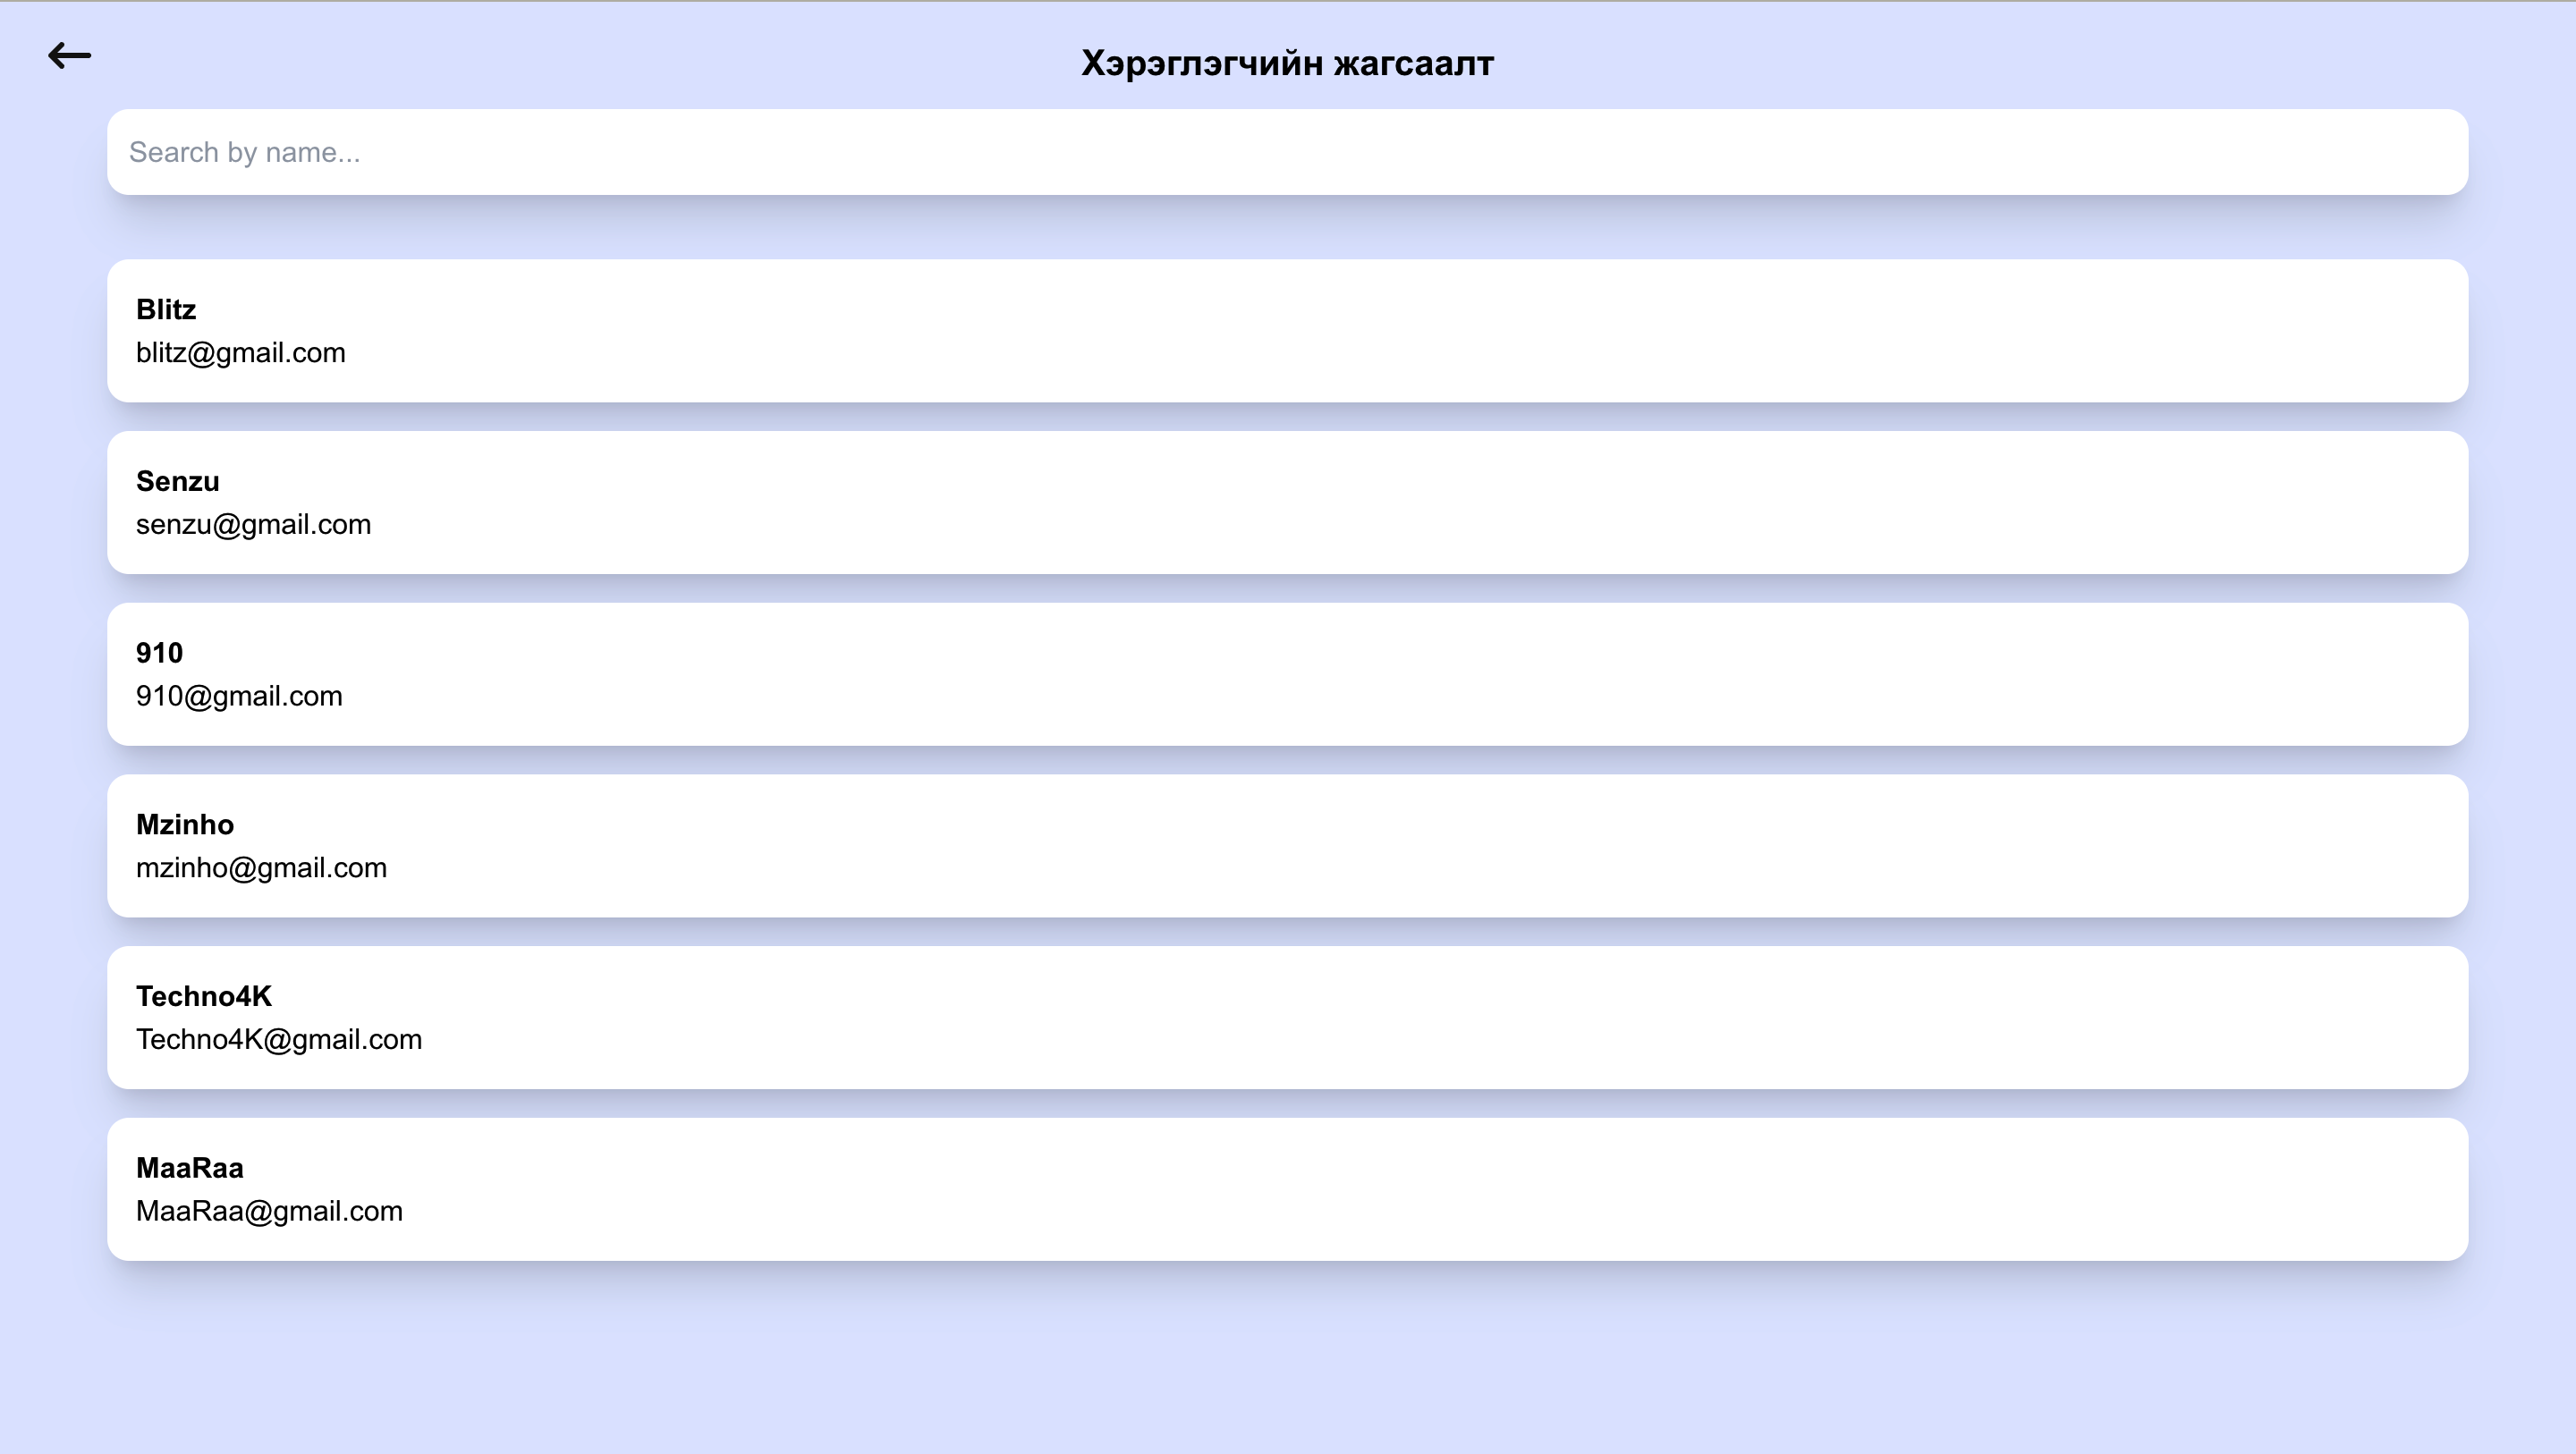 Хэрэглэгчийн жагсаалт
Search by name...
Blitz
blitz@gmail.com
Senzu
senzu@gmail.com
910
910@gmail.com
Mzinho
mzinho@gmail.com
Techno4K
Techno4K@gmail.com
MaaRaa
MaaRaa@gmail.com